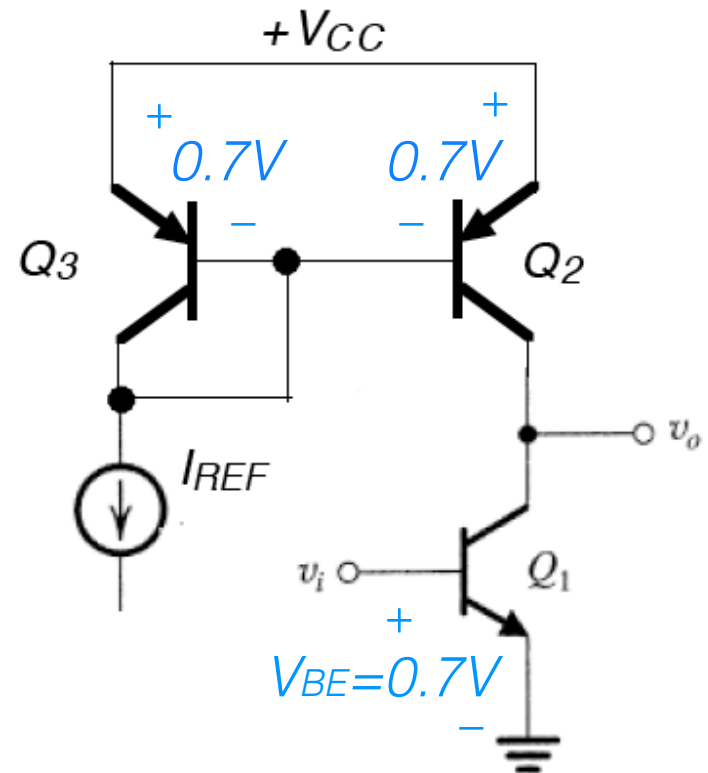 +VCC
+ +
0.7V 0.7V
− −
Q3 Q2
vo
IREF
vi Q1
+
VBE=0.7V
−